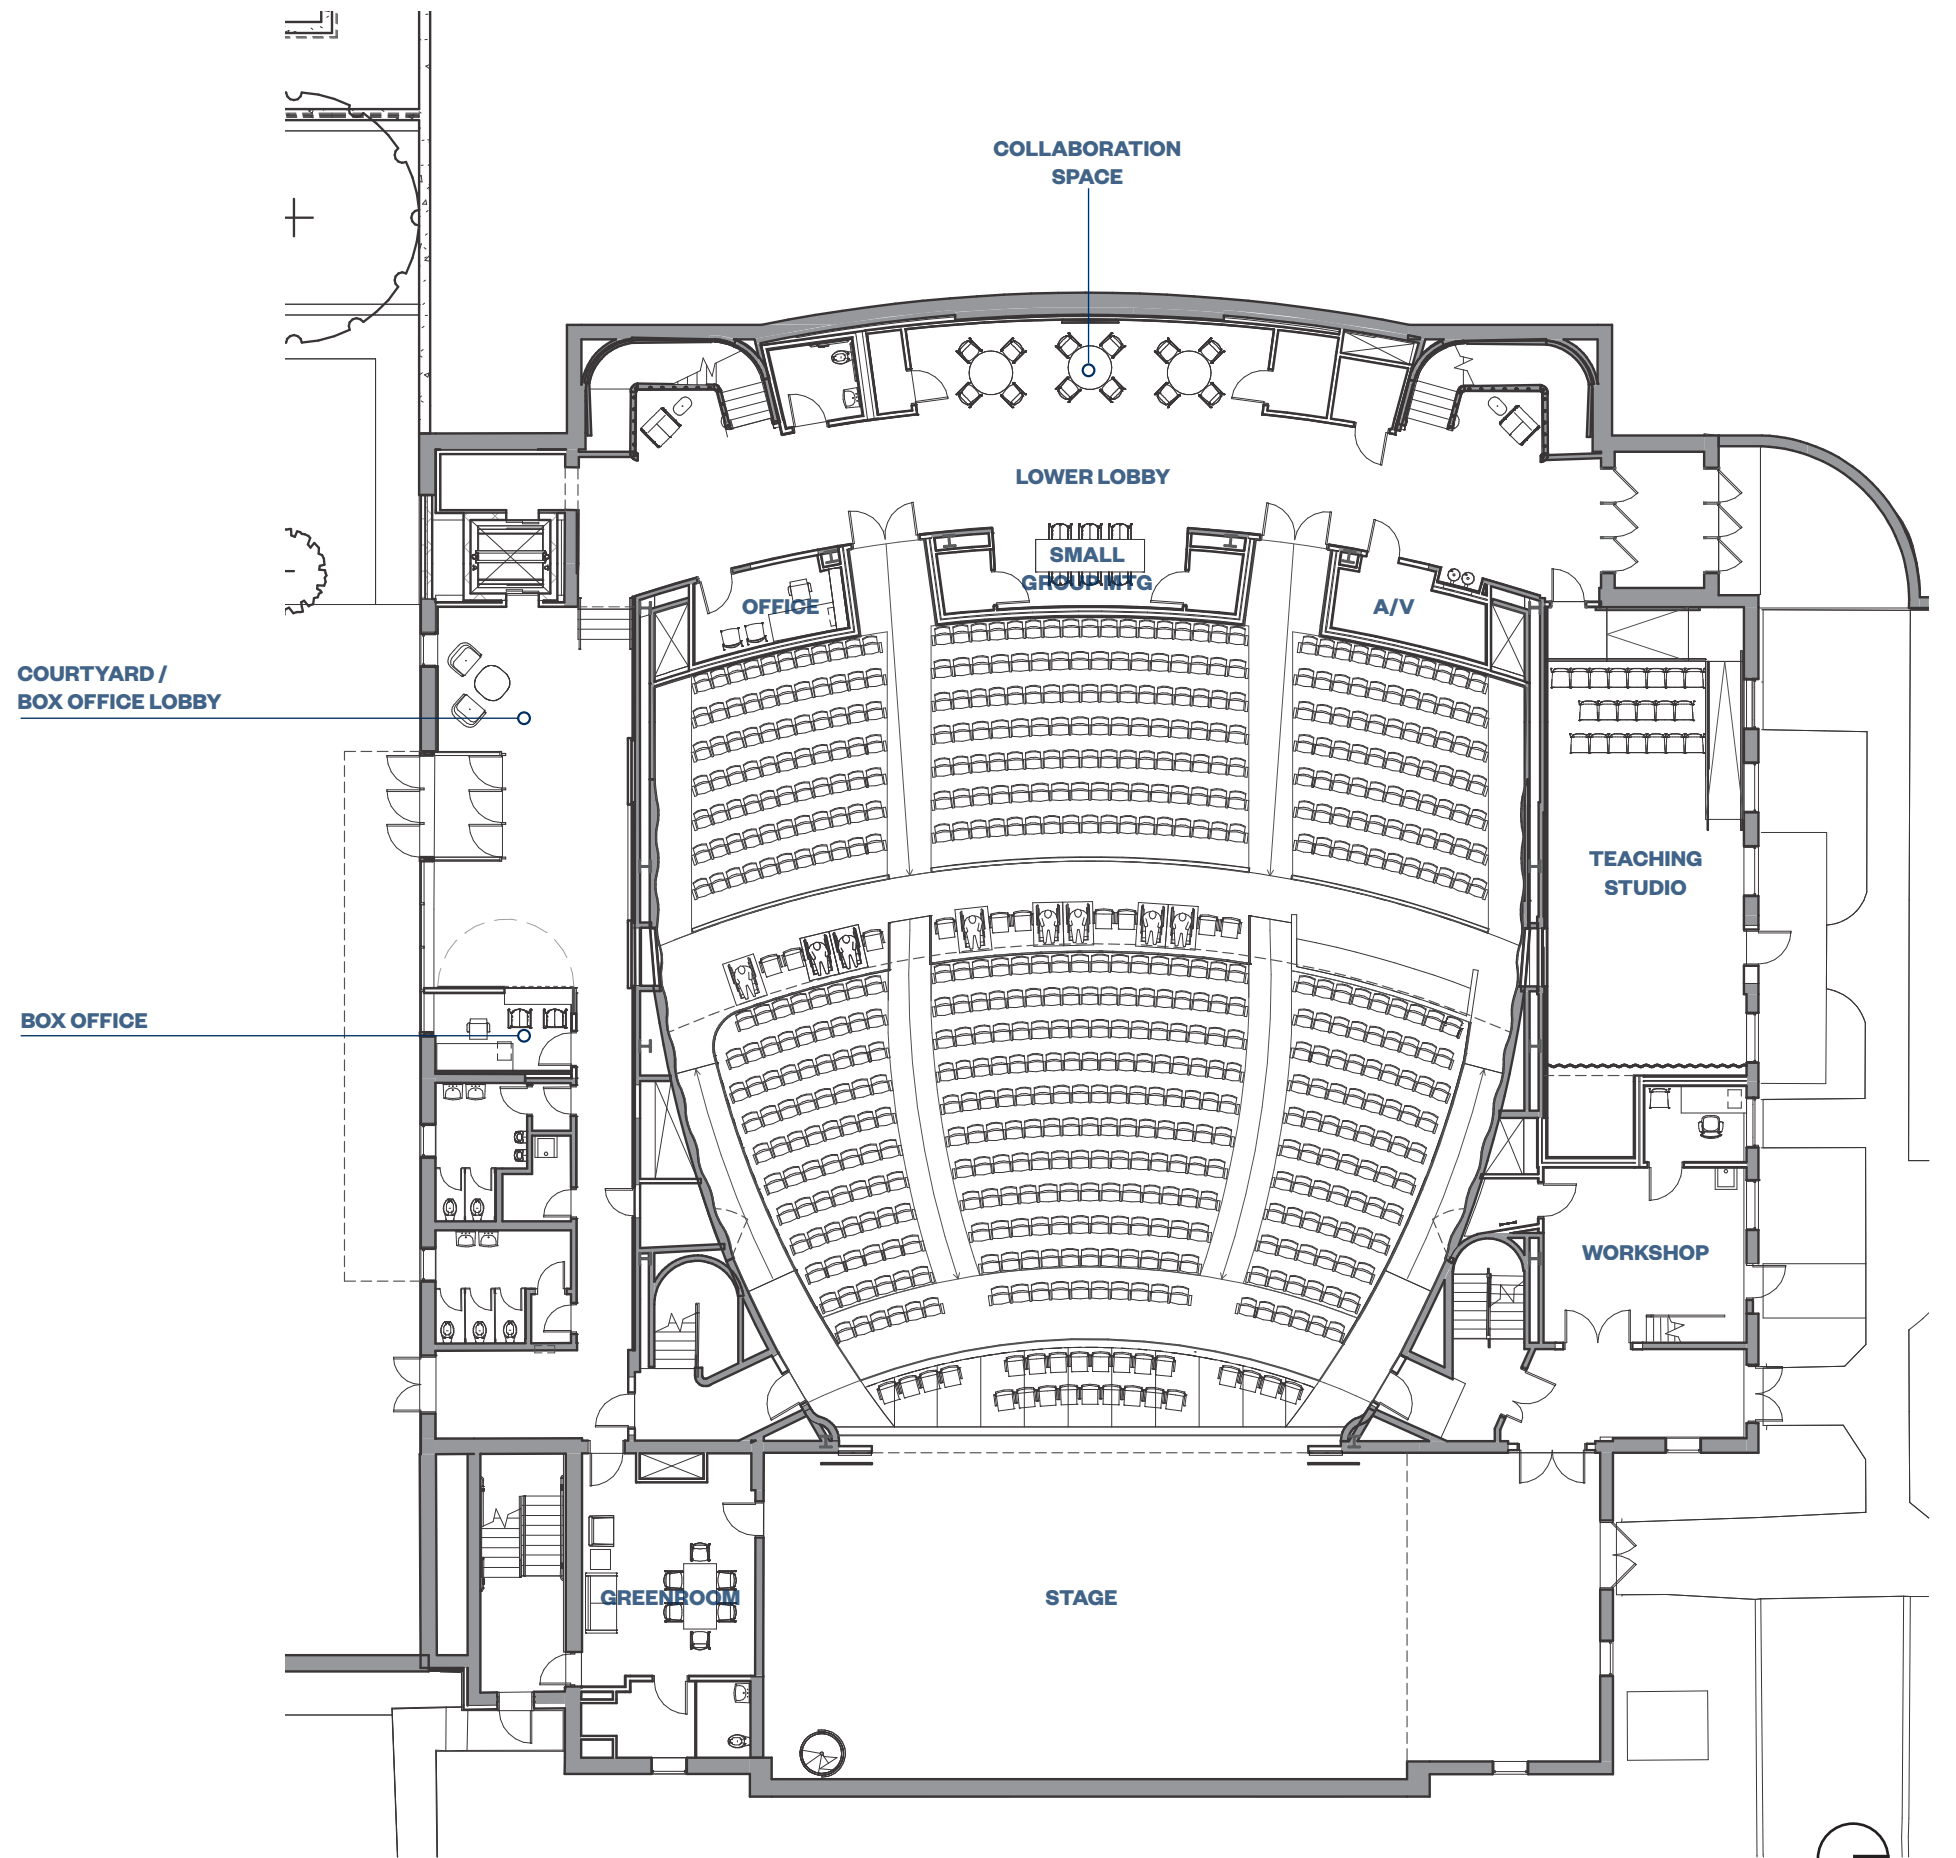 COLLABORATION
SPACE
LOWER LOBBY
SMALL
GROUP MTG
OFFICE
A/V
COURTYARD /
BOX OFFICE LOBBY
TEACHING
STUDIO
BOX OFFICE
WORKSHOP
GREENROOM
STAGE